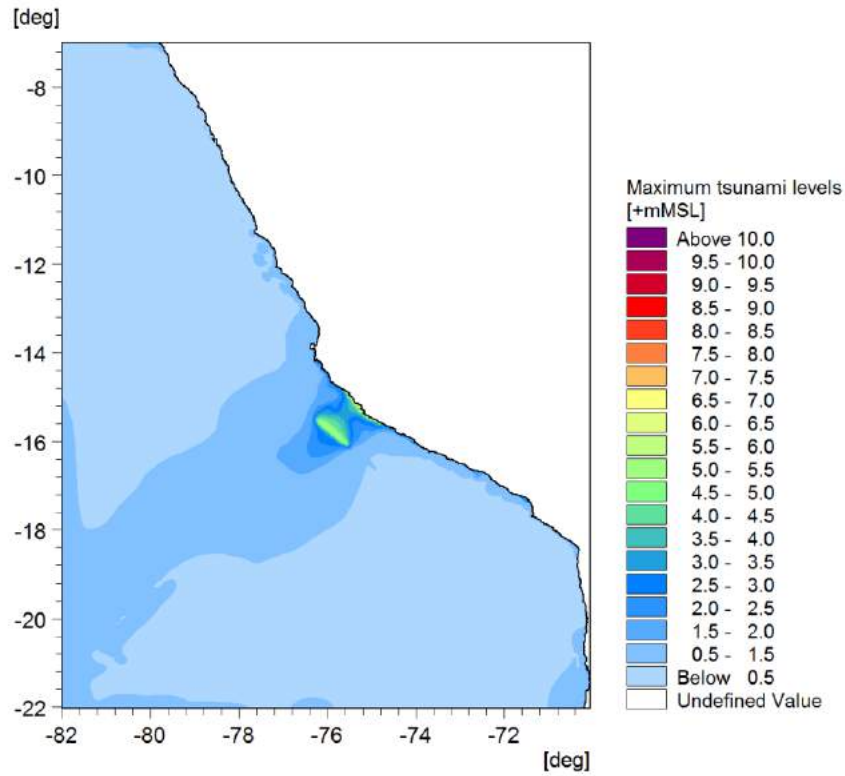 [deg]
-8
-10
-12
-14
-16
-18
-20
-22
-82
-80
-78
-76
-74
-72
[deg]
Maximum tsunami levels
[+mMSL]
Above 10.0
9.5 - 10.0
9.0 - 9.5
8.5 - 9.0
8.0 - 8.5
7.5 - 8.0
7.0 - 7.5
6.5 - 7.0
6.0 - 6.5
5.5 - 6.0
5.0 - 5.5
4.5 - 5.0
4.0 - 4.5
3.5 - 4.0
3.0 - 3.5
2.5 - 3.0
2.0 - 2.5
1.5 - 2.0
0.5 - 1.5
Below 0.5
Undefined Value